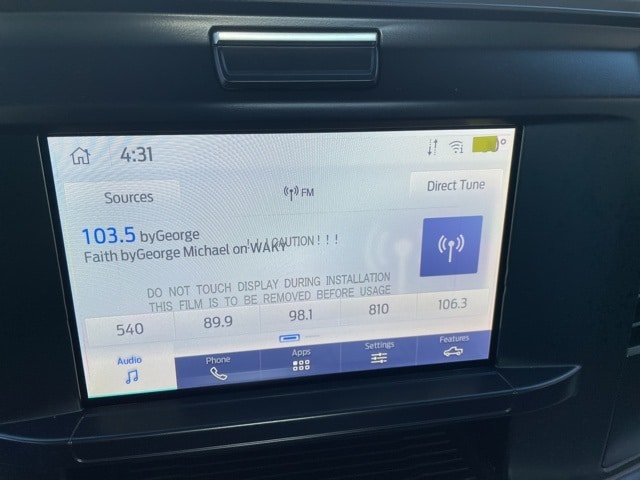 4:31
Sources
FM
Direct Tune
103.5 byGeorge
Faith byGeorge Michael on WAKY
! ! ! CAUTION ! ! !
DO NOT TOUCH DISPLAY DURING INSTALLATION
THIS FILM IS TO BE REMOVED BEFORE USAGE
540 89.9 98.1 810 106.3
Audio Phone Apps Settings Features